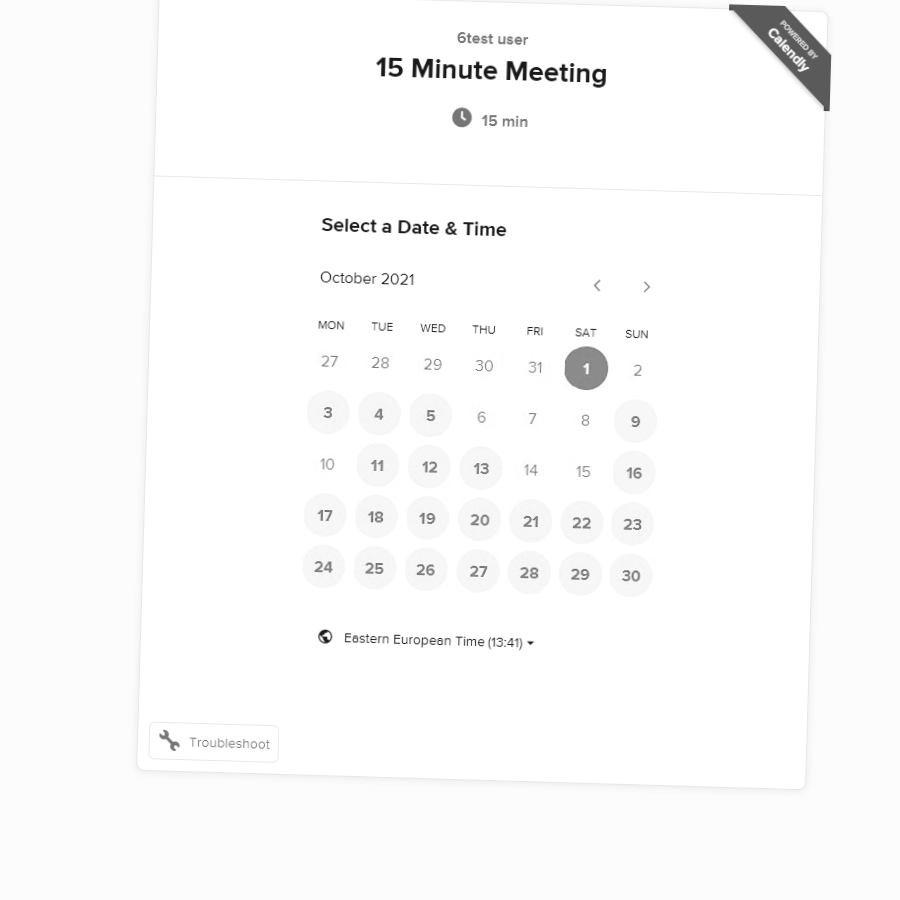 POWERED BY
Calendly
6test user
15 Minute Meeting
15 min
Select a Date & Time
October 2021
MON TUE WED THU FRI SAT SUN
27 28 29 30 31 1 2
3 4 5 6 7 8 9
10 11 12 13 14 15 16
17 18 19 20 21 22 23
24 25 26 27 28 29 30
Eastern European Time (13:41)
Troubleshoot